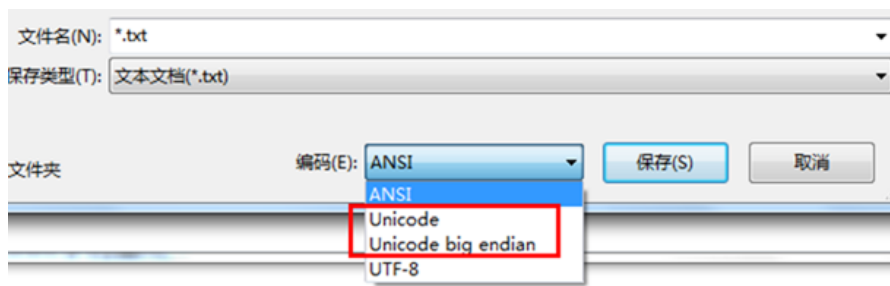 文件名(N): *.txt
保存类型(T): 文本文档(*.txt)
文件夹
编码(E): ANSI
保存(S)
取消
ANSI
Unicode
Unicode big endian
UTF-8